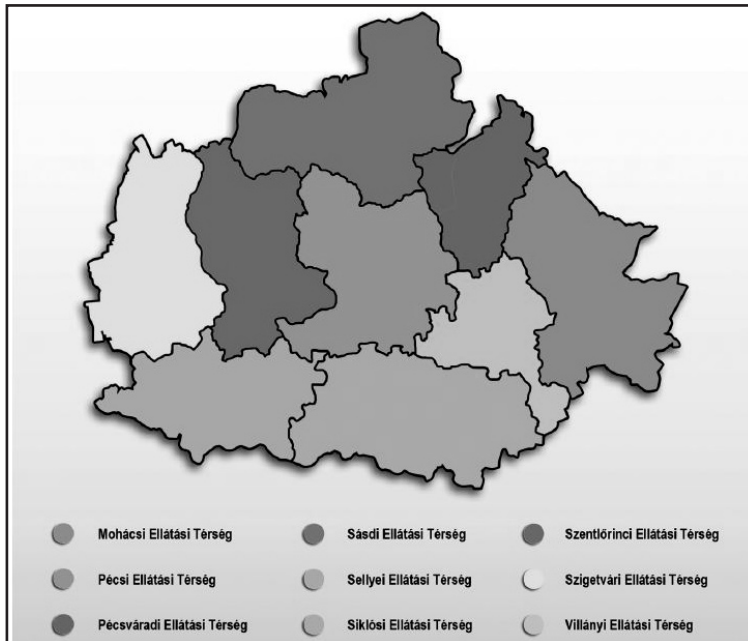 Mohácsi Ellátási Térség
Sásdi Ellátási Térség
Szentlőrinci Ellátási Térség
Pécsi Ellátási Térség
Sellyei Ellátási Térség
Szigetvári Ellátási Térség
Pécsváradi Ellátási Térség
Siklósi Ellátási Térség
Villányi Ellátási Térség